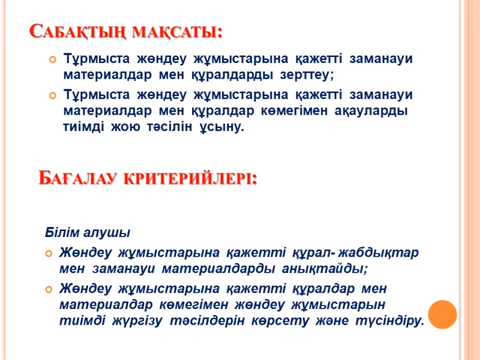 Сабақтың мақсаты:
Тұрмыста жөндеу жұмыстарына қажетті заманауи
материалдар мен құралдарды зерттеу;
Тұрмыста жөндеу жұмыстарына қажетті заманауи
материалдар мен құралдар көмегімен ақауларды
тиімді жою тәсілін ұсыну.
Бағалау критерийлері:
Білім алушы
Жөндеу жұмыстарына қажетті құрал- жабдықтар
мен заманауи материалдарды анықтайды;
Жөндеу жұмыстарына қажетті құралдар мен
материалдар көмегімен жөндеу жұмыстарын
тиімді жүргізу тәсілдерін көрсету және түсіндіру.